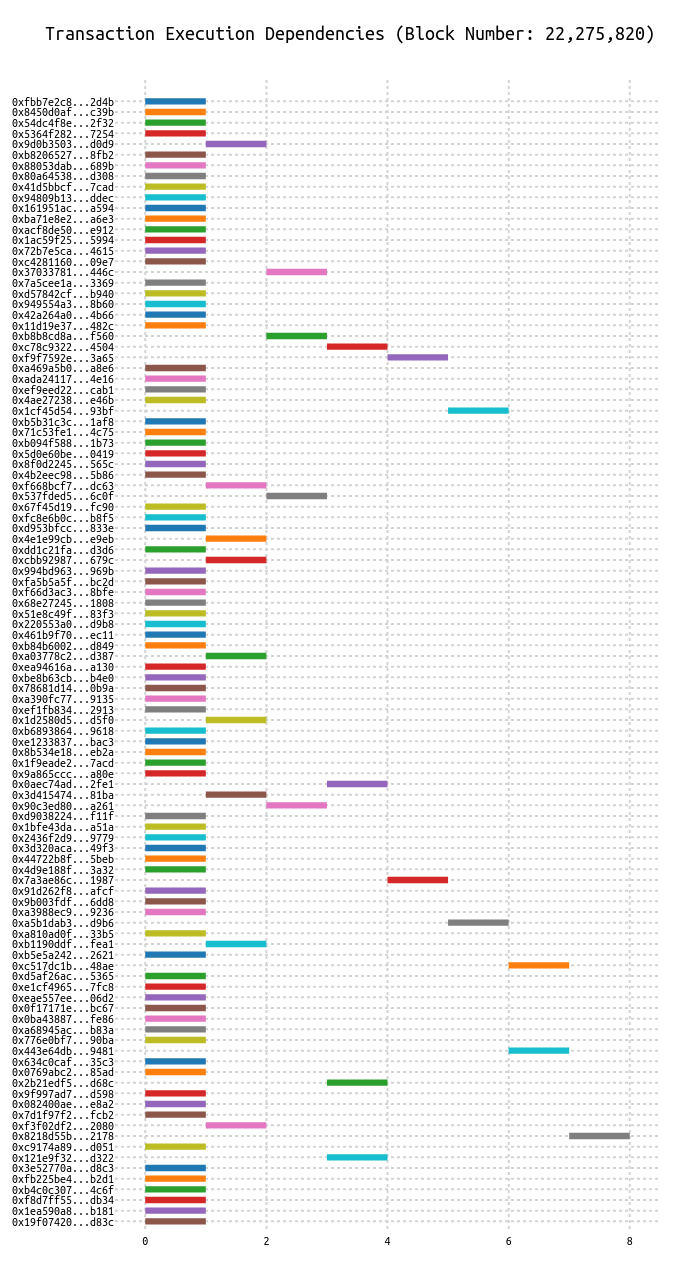 Transaction Execution Dependencies (Block Number: 22,275,820)
0xfbb7e2c8...2d4b
0x8450d0af...c39b
0x54dc4f8e...2f32
0x5364f282...7254
0x9d0b3503...d0d9
0xb8206527...8fb2
0x88053dab...689b
0x80a64538...d308
0x41d5bbcf...7cad
0x94809b13...ddec
0x161951ac...a594
0xba71e8e2...a6e3
0xacf8de50...e912
0x1ac59f25...5994
0x72b7e5ca...4615
0xc4281160...09e7
0x37033781...446c
0x7a5cee1a...3369
0xd57842cf...b940
0x949554a3...8b60
0x42a264a0...4b66
0x11d19e37...482c
0xb8b8cd8a...f560
0xc78c9322...4504
0xf9f7592e...3a65
0xa469a5b0...a8e6
0xada24117...4e16
0xef9eed22...cab1
0x4ae27238...e46b
0x1cf45d54...93bf
0xb5b31c3c...1af8
0x71c53fe1...4c75
0xb094f588...1b73
0x5d0e60be...0419
0x8f0d2245...565c
0x4b2eec98...5b86
0xf668bcf7...dc63
0x537fded5...6c0f
0x67f45d19...fc90
0xfc8e6b0c...b8f5
0xd953bfcc...833e
0x4e1e99cb...e9eb
0xdd1c21fa...d3d6
0xcbb92987...679c
0x994bd963...969b
0xfa5b5a5f...bc2d
0xf66d3ac3...8bfe
0x68e27245...1808
0x51e8c49f...83f3
0x220553a0...d9b8
0x461b9f70...ec11
0xb84b6002...d849
0xa03778c2...d387
0xea94616a...a130
0xbe8b63cb...b4e0
0x78681d14...0b9a
0xa390fc77...9135
0xef1fb834...2913
0x1d2580d5...d5f0
0xb6893864...9618
0xe1233837...bac3
0x8b534e18...eb2a
0x1f9eade2...7acd
0x9a865ccc...a80e
0x0aec74ad...2fe1
0x3d415474...81ba
0x90c3ed80...a261
0xd9038224...f11f
0x1bfe43da...a51a
0x2436f2d9...9779
0x3d320aca...49f3
0x44722b8f...5beb
0x4d9e188f...3a32
0x7a3ae86c...1987
0x91d262f8...afcf
0x9b003fdf...6dd8
0xa3988ec9...9236
0xa5b1dab3...d9b6
0xa810ad0f...33b5
0xb1190ddf...fea1
0xb5e5a242...2621
0xc517dc1b...48ae
0xd5af26ac...5365
0xe1cf4965...7fc8
0xeae557ee...06d2
0x0f17171e...bc67
0x0ba43887...fe86
0xa68945ac...b83a
0x776e0bf7...90ba
0x443e64db...9481
0x634c0caf...35c3
0x0769abc2...85ad
0x2b21edf5...d68c
0x9f997ad7...d598
0x082400ae...e8a2
0x7d1f97f2...fcb2
0xf3f02df2...2080
0x8218d55b...2178
0xc9174a89...d051
0x121e9f32...d322
0x3e52770a...d8c3
0xfb225be4...b2d1
0xb4c0c307...4c6f
0xf8d7ff55...db34
0x1ea590a8...b181
0x19f07420...d83c
0 2 4 6 8